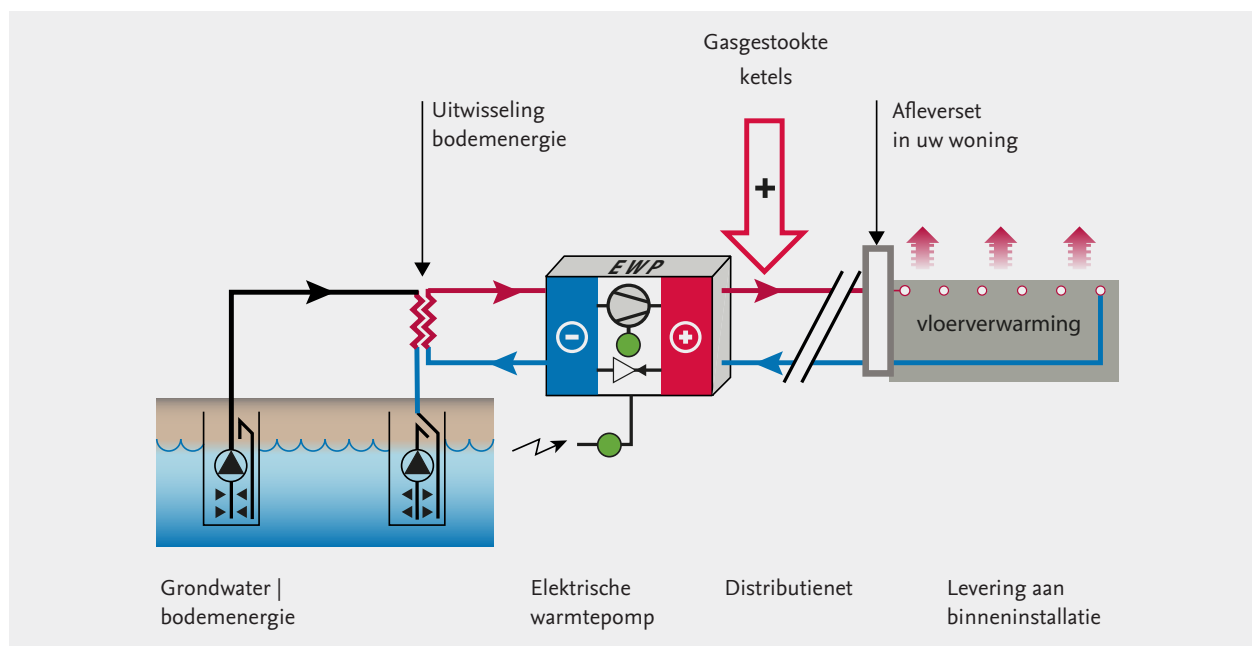 Gasgestookte
ketels
Uitwisseling
bodemenergie
Afleverset
in uw woning
+
EWP
-
+
vloerverwarming
Grondwater |
bodemenergie
Elektrische
warmtepomp
Distributienet
Levering aan
binneninstallatie